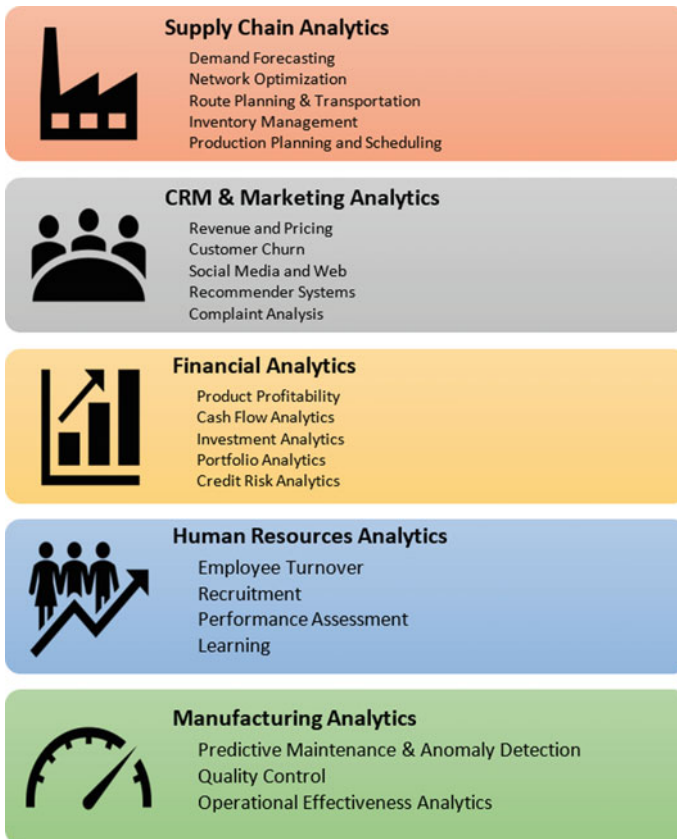 Supply Chain Analytics
Demand Forecasting
Network Optimization
Route Planning & Transportation
Inventory Management
Production Planning and Scheduling
CRM & Marketing Analytics
Revenue and Pricing
Customer Churn
Social Media and Web
Recommender Systems
Complaint Analysis
Financial Analytics
Product Profitability
Cash Flow Analytics
Investment Analytics
Portfolio Analytics
Credit Risk Analytics
Human Resources Analytics
Employee Turnover
Recruitment
Performance Assessment
Learning
Manufacturing Analytics
Predictive Maintenance & Anomaly Detection
Quality Control
Operational Effectiveness Analytics